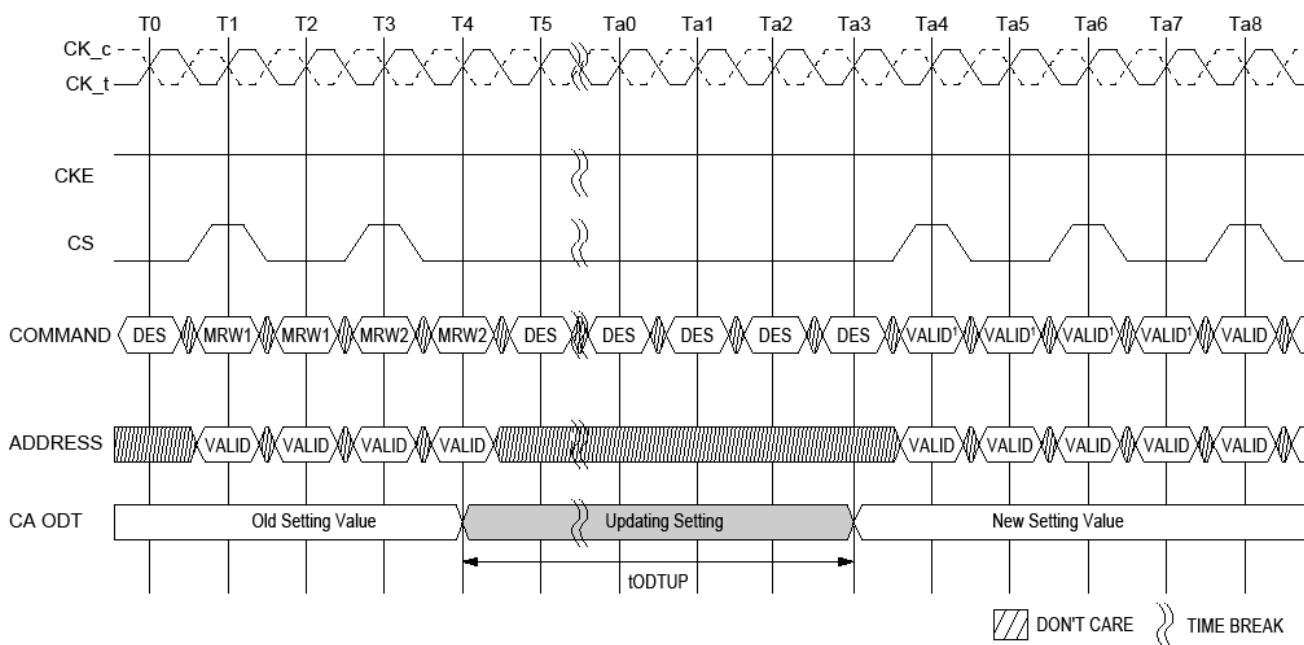 T0 T1 T2 T3 T4 T5 Ta0 Ta1 Ta2 Ta3 Ta4 Ta5 Ta6 Ta7 Ta8
CK_c
CK_t
CKE
CS
COMMAND DES MRW1 MRW1 MRW2 MRW2 DES DES DES DES DES VALID¹ VALID¹ VALID¹ VALID¹ VALID
ADDRESS VALID VALID VALID VALID VALID VALID VALID VALID VALID
CA ODT Old Setting Value Updating Setting New Setting Value
tODTUP
DON'T CARE TIME BREAK